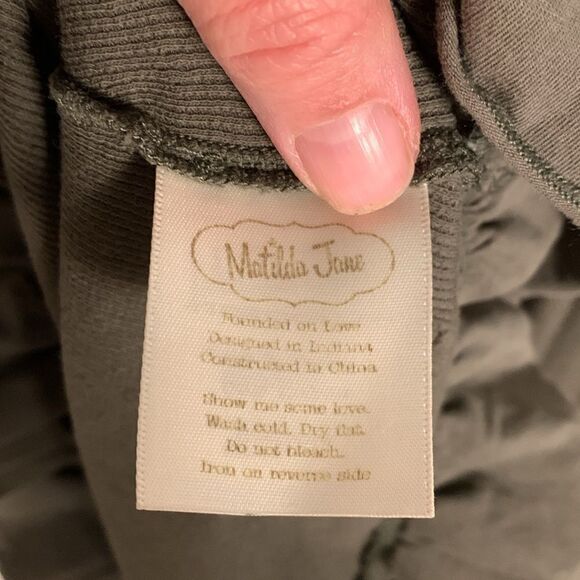 Matilda Jane
Founded on Love
Designed in Indiana
Constructed in China
Show me some love.
Wash cold. Dry flat.
Do not bleach.
Iron on reverse side